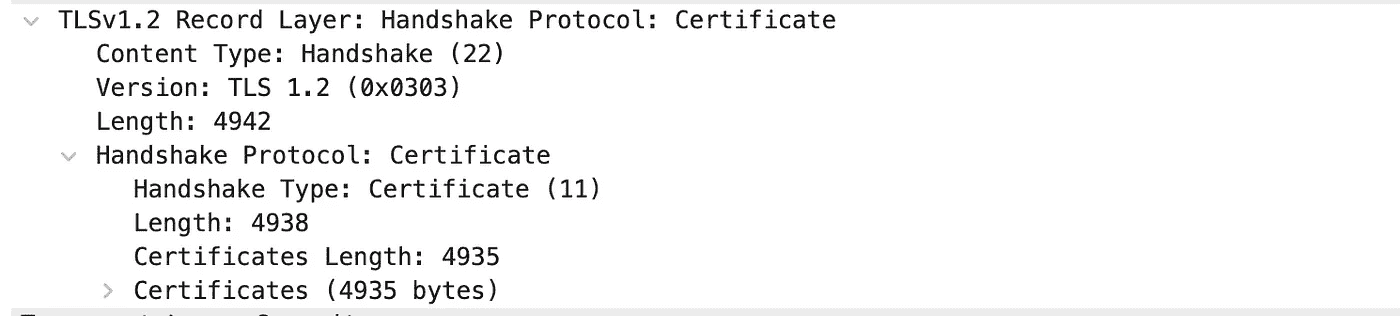 TLSv1.2 Record Layer: Handshake Protocol: Certificate
Content Type: Handshake (22)
Version: TLS 1.2 (0x0303)
Length: 4942
Handshake Protocol: Certificate
Handshake Type: Certificate (11)
Length: 4938
Certificates Length: 4935
Certificates (4935 bytes)